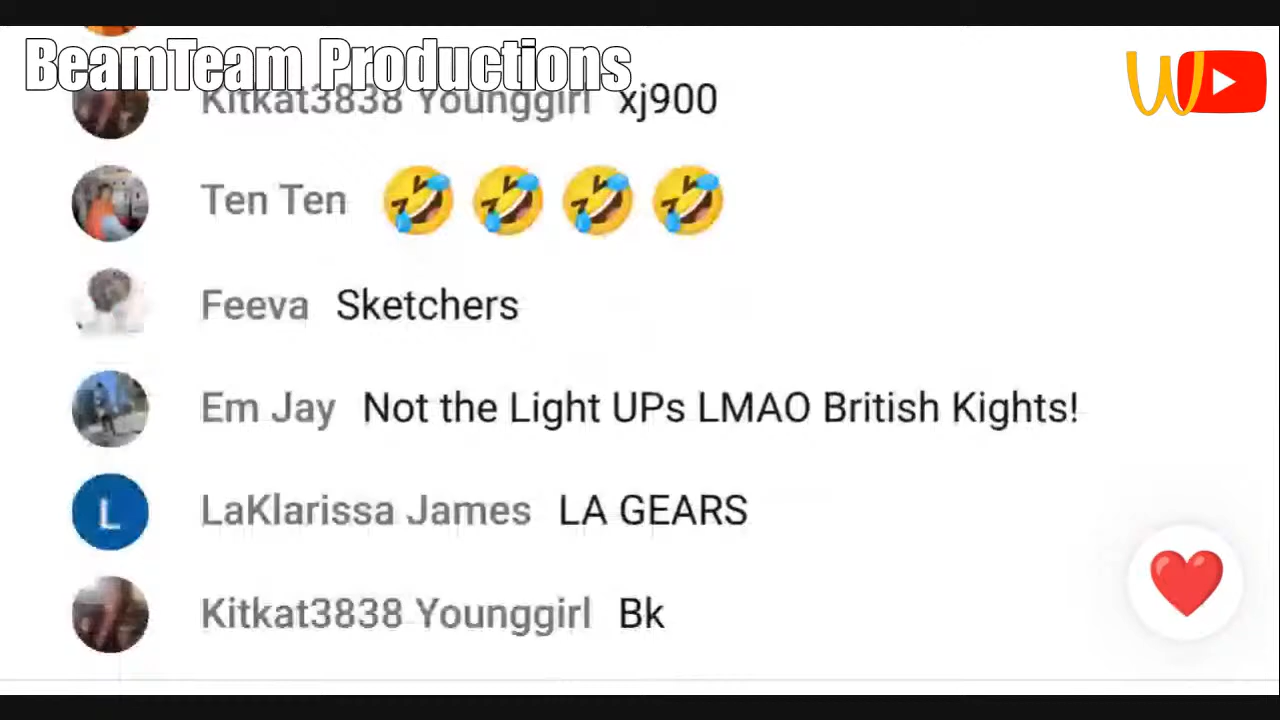 BeamTeam Productions
Kitkat3838 Younggirl xj900
Ten Ten 🤣 🤣 🤣 🤣
Feeva Sketchers
Em Jay Not the Light UPs LMAO British Kights!
L LaKlarissa James LA GEARS
Kitkat3838 Younggirl Bk